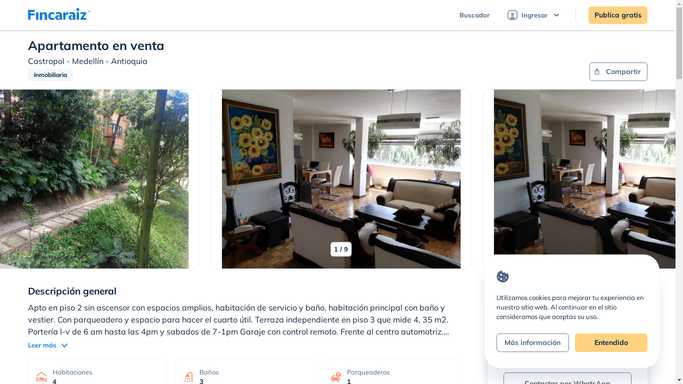 Fincaraiz
Buscador
Ingresar
Publica gratis
Apartamento en venta
Castropol - Medellín - Antioquia
Inmobiliaria
Compartir
1 / 9
Descripción general
Apto en piso 2 sin ascensor con espacios amplios, habitación de servicio y baño, habitación principal con baño y
vestier. Con parqueadero y espacio para hacer el cuarto útil. Terraza independiente en piso 3 que mide 4, 35 m2.
Portería l-v de 6 am hasta las 4pm y sabados de 7-1pm Garaje con control remoto. Frente al centro automotriz....
Leer más
Habitaciones
4
Baños
3
Parqueaderos
1
Utilizamos cookies para mejorar tu experiencia en
nuestro sitio web. Al continuar en el sitio
consideramos que aceptas su uso.
Más información
Entendido
Contactar por WhatsApp